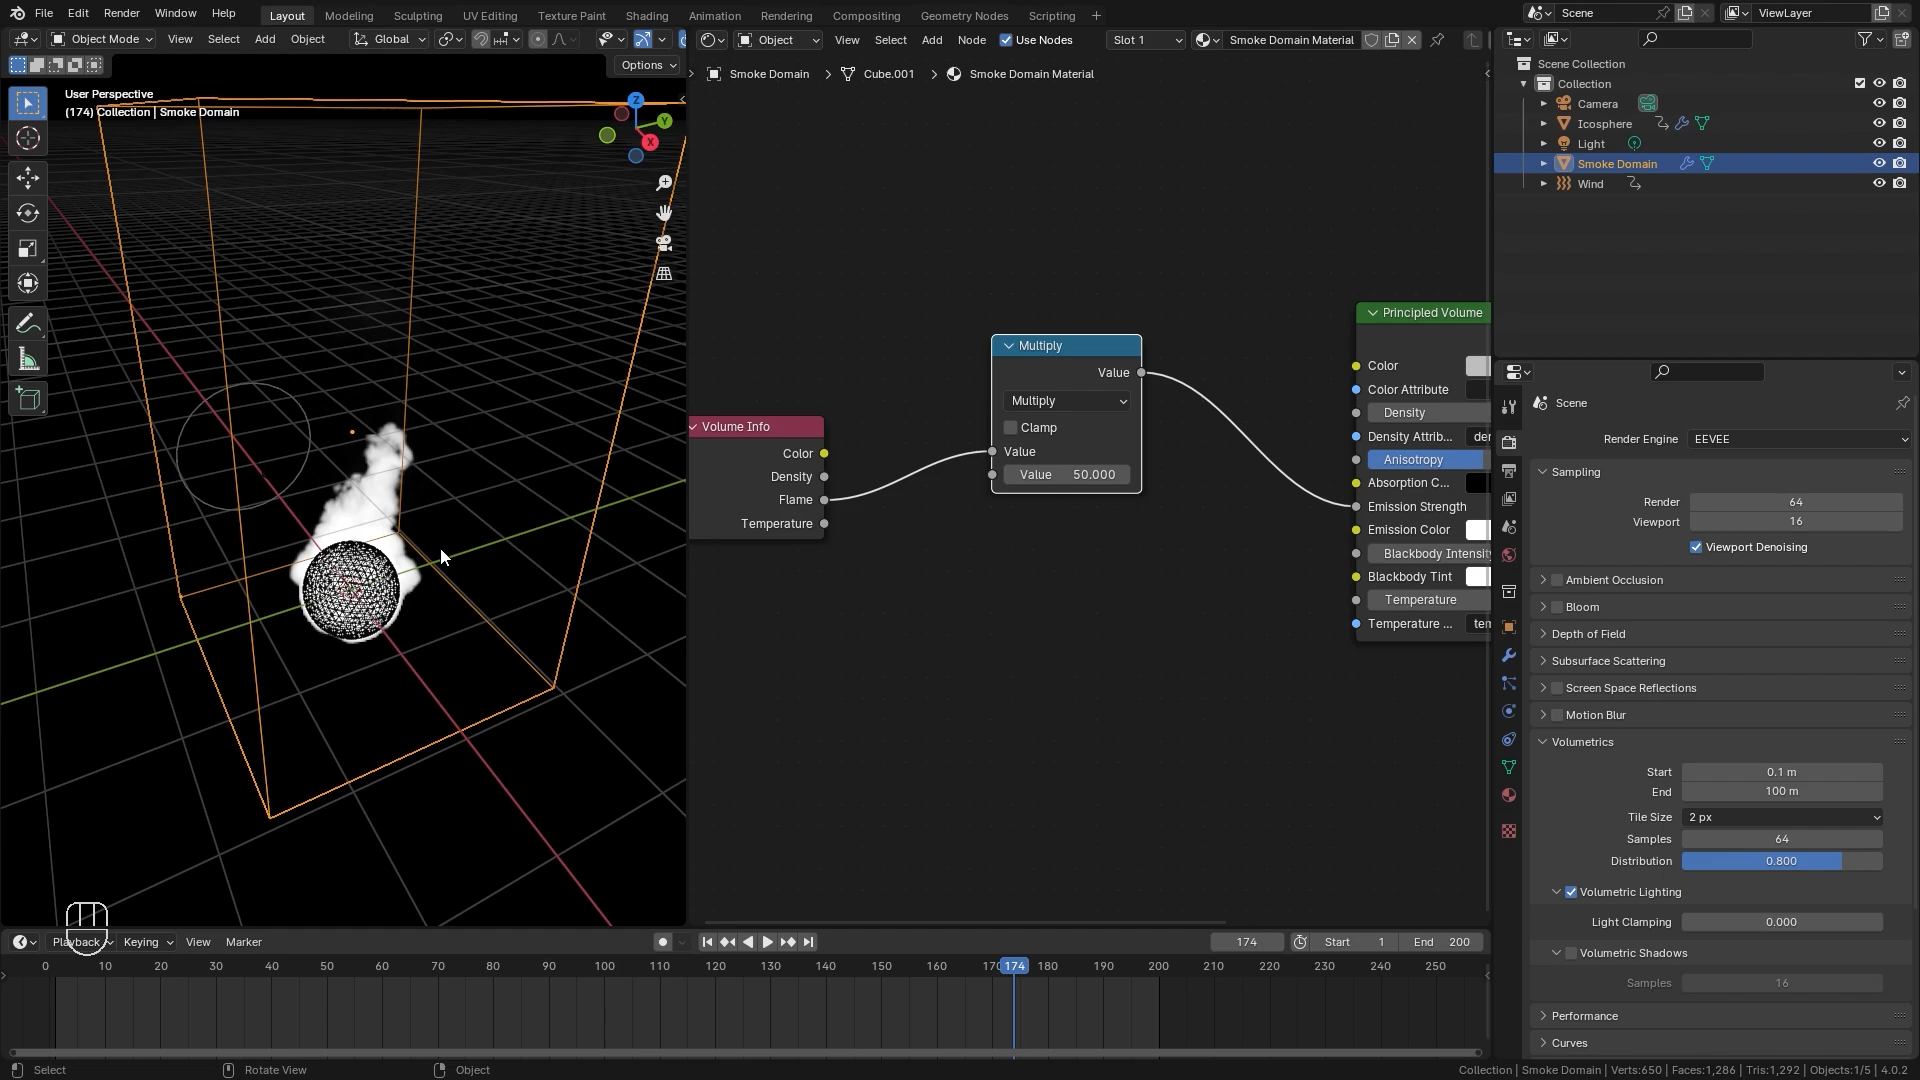 File Edit Render Window Help Layout Modeling Sculpting UV Editing Texture Paint Shading Animation Rendering Compositing Geometry Nodes Scripting + Scene ViewLayer
Object Mode View Select Add Object Global Object View Select Add Node Use Nodes Slot 1 Smoke Domain Material
Options
User Perspective
(174) Collection | Smoke Domain
Z
Y
X
Smoke Domain Cube.001 Smoke Domain Material
Volume Info
Color
Density
Flame
Temperature
Multiply
Value
Multiply
Clamp
Value
Value 50.000
Principled Volume
Color
Color Attribute
Density
Density Attrib... der
Anisotropy
Absorption C...
Emission Strength
Emission Color
Blackbody Intensity
Blackbody Tint
Temperature
Temperature ... tem
Scene Collection
Collection
Camera
Icosphere
Light
Smoke Domain
Wind
Scene
Render Engine EEVEE
Sampling
Render 64
Viewport 16
Viewport Denoising
Ambient Occlusion
Bloom
Depth of Field
Subsurface Scattering
Screen Space Reflections
Motion Blur
Volumetrics
Start 0.1 m
End 100 m
Tile Size 2 px
Samples 64
Distribution 0.800
Volumetric Lighting
Light Clamping 0.000
Volumetric Shadows
Samples 16
Performance
Curves
Playback Keying View Marker 174 Start 1 End 200
0 10 20 30 40 50 60 70 80 90 100 110 120 130 140 150 160 170 174 180 190 200 210 220 230 240 250
Select Rotate View Object Collection | Smoke Domain | Verts:650 | Faces:1,286 | Tris:1,292 | Objects:1/5 | 4.0.2